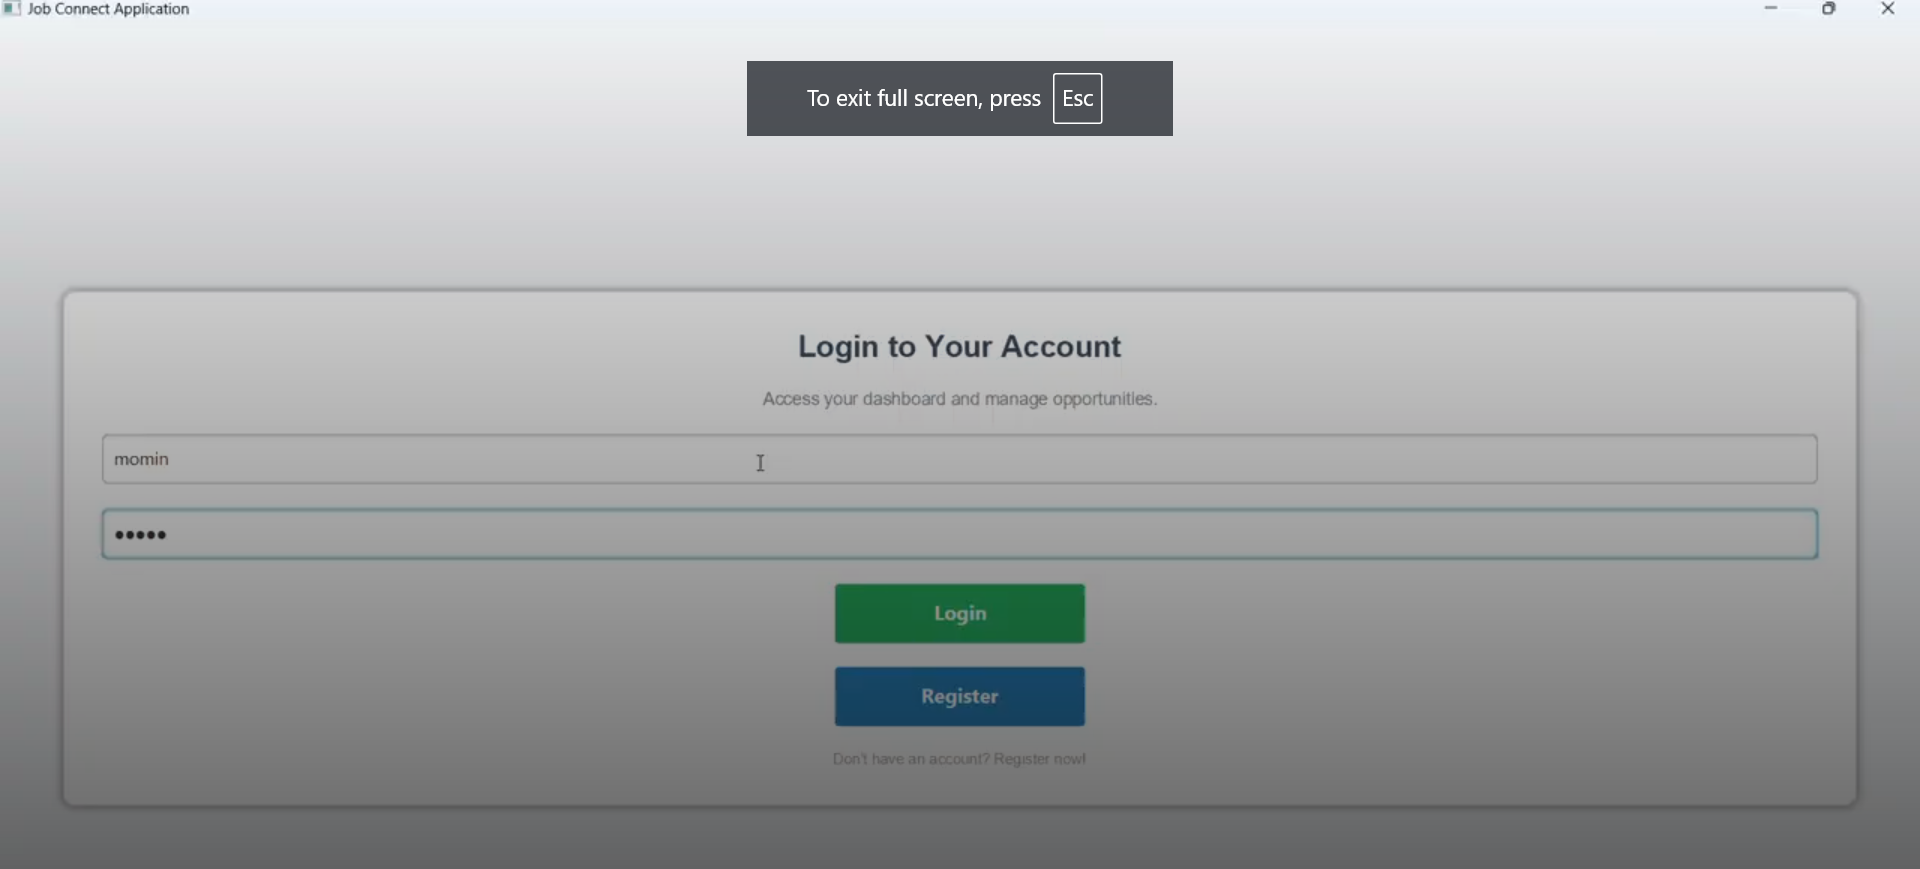 Job Connect Application
To exit full screen, press Esc
Login to Your Account
Access your dashboard and manage opportunities.
momin
•••••
Login
Register
Don't have an account? Register now!